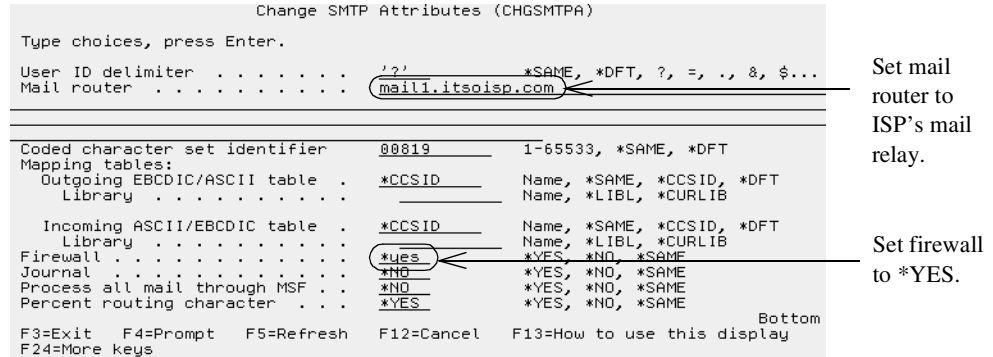 Change SMTP Attributes (CHGSMTPA)
Type choices, press Enter.
User ID delimiter . . . . . . . '?' *SAME, *DFT, ?, =, ., &, $...
Mail router . . . . . . . . . . mail1.itsoisp.com
Set mail
router to
ISP's mail
relay.
Coded character set identifier 00819 1-65533, *SAME, *DFT
Mapping tables:
Outgoing EBCDIC/ASCII table . *CCSID Name, *SAME, *CCSID, *DFT
Library . . . . . . . . . . Name, *LIBL, *CURLIB
Incoming ASCII/EBCDIC table . *CCSID Name, *SAME, *CCSID, *DFT
Library . . . . . . . . . . Name, *LIBL, *CURLIB
Firewall . . . . . . . . . . . . *yes *YES, *NO, *SAME
Journal . . . . . . . . . . . . *NO *YES, *NO, *SAME
Process all mail through MSF . . *NO *YES, *NO, *SAME
Percent routing character . . . *YES *YES, *NO, *SAME
Set firewall
to *YES.
Bottom
F3=Exit F4=Prompt F5=Refresh F12=Cancel F13=How to use this display
F24=More keys